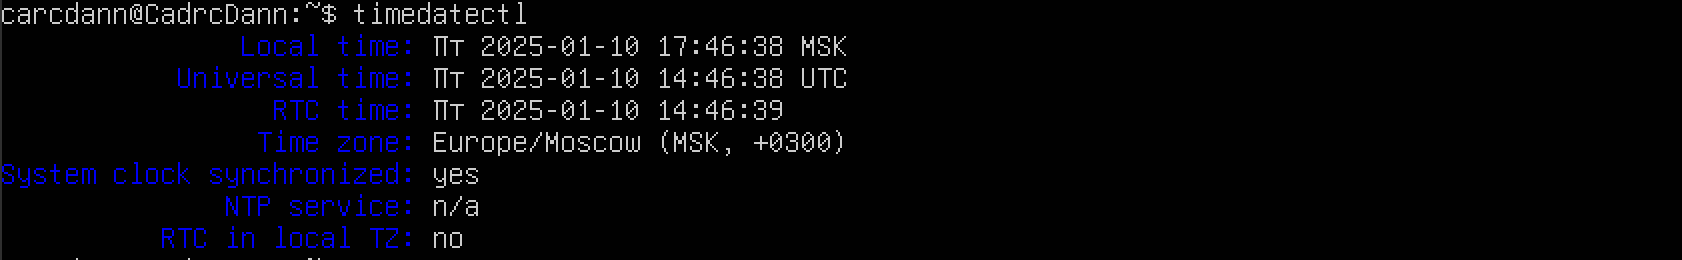 carcdann@CadrcDann:~$ timedatectl
Local time: Пт 2025-01-10 17:46:38 MSK
Universal time: Пт 2025-01-10 14:46:38 UTC
RTC time: Пт 2025-01-10 14:46:39
Time zone: Europe/Moscow (MSK, +0300)
System clock synchronized: yes
NTP service: n/a
RTC in local TZ: no